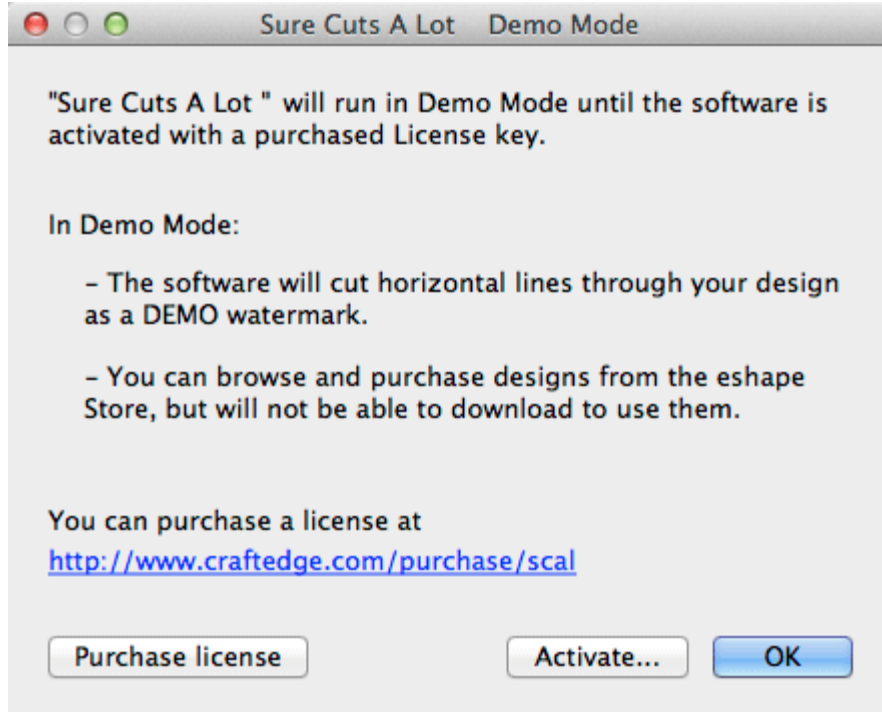 Sure Cuts A Lot Demo Mode
"Sure Cuts A Lot " will run in Demo Mode until the software is
activated with a purchased License key.
In Demo Mode:
– The software will cut horizontal lines through your design
as a DEMO watermark.
– You can browse and purchase designs from the eshape
Store, but will not be able to download to use them.
You can purchase a license at
http://www.craftedge.com/purchase/scal
Purchase license Activate... OK